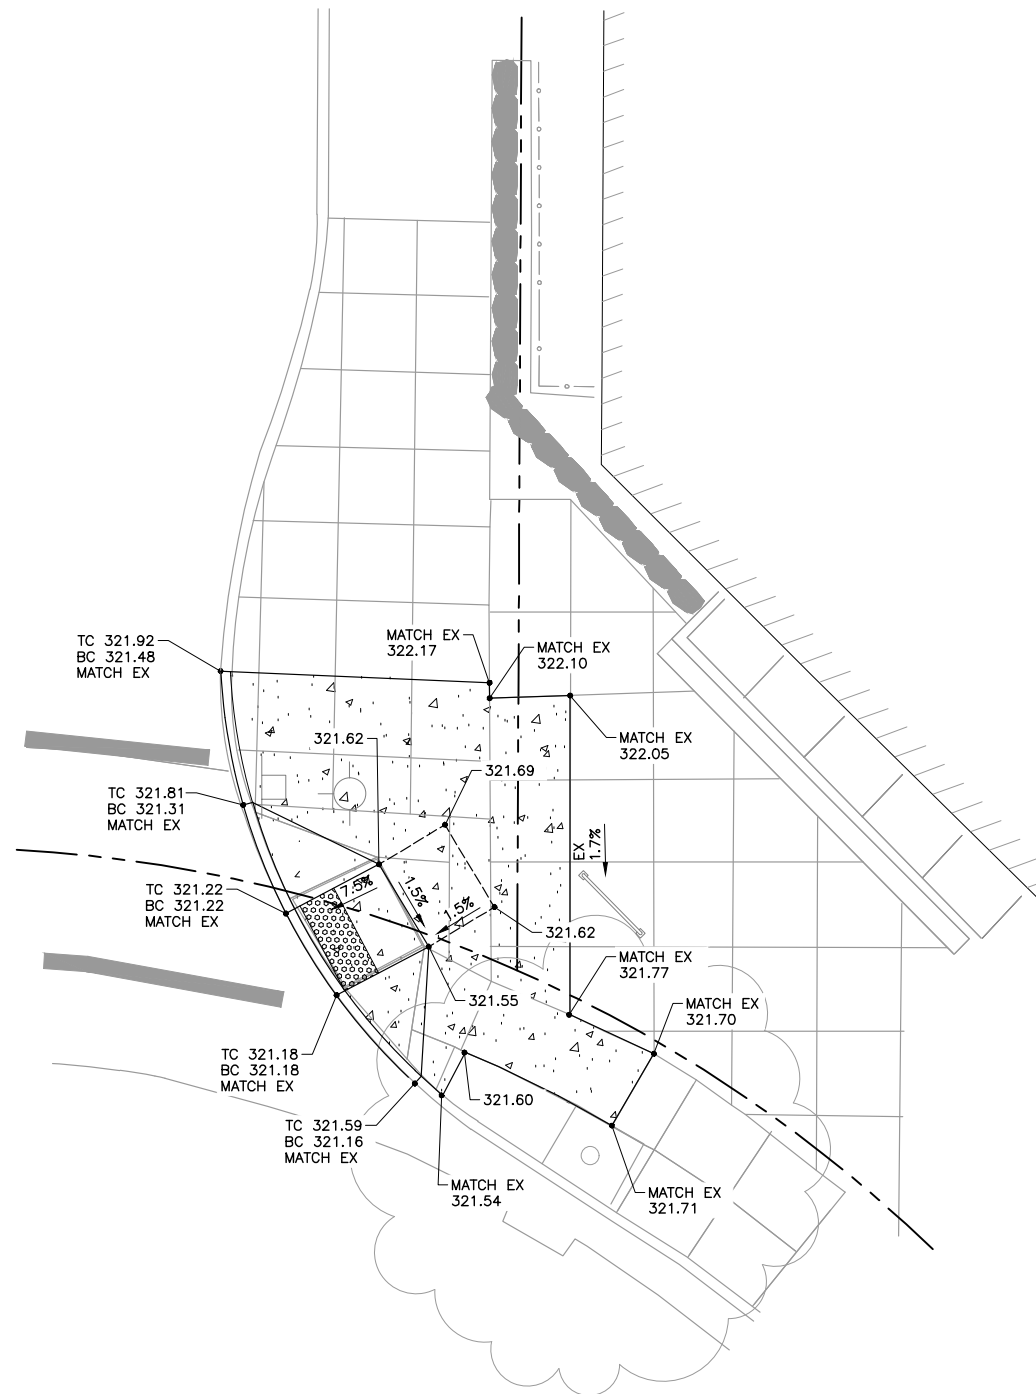 TC 321.92
BC 321.48
MATCH EX
MATCH EX
322.17
MATCH EX
322.10
321.62
MATCH EX
322.05
321.69
TC 321.81
BC 321.31
MATCH EX
EX
1.7%
TC 321.22
BC 321.22
MATCH EX
7.5%
1.5%
1.5%
321.62
MATCH EX
321.77
321.55
MATCH EX
321.70
TC 321.18
BC 321.18
MATCH EX
321.60
TC 321.59
BC 321.16
MATCH EX
MATCH EX
321.54
MATCH EX
321.71